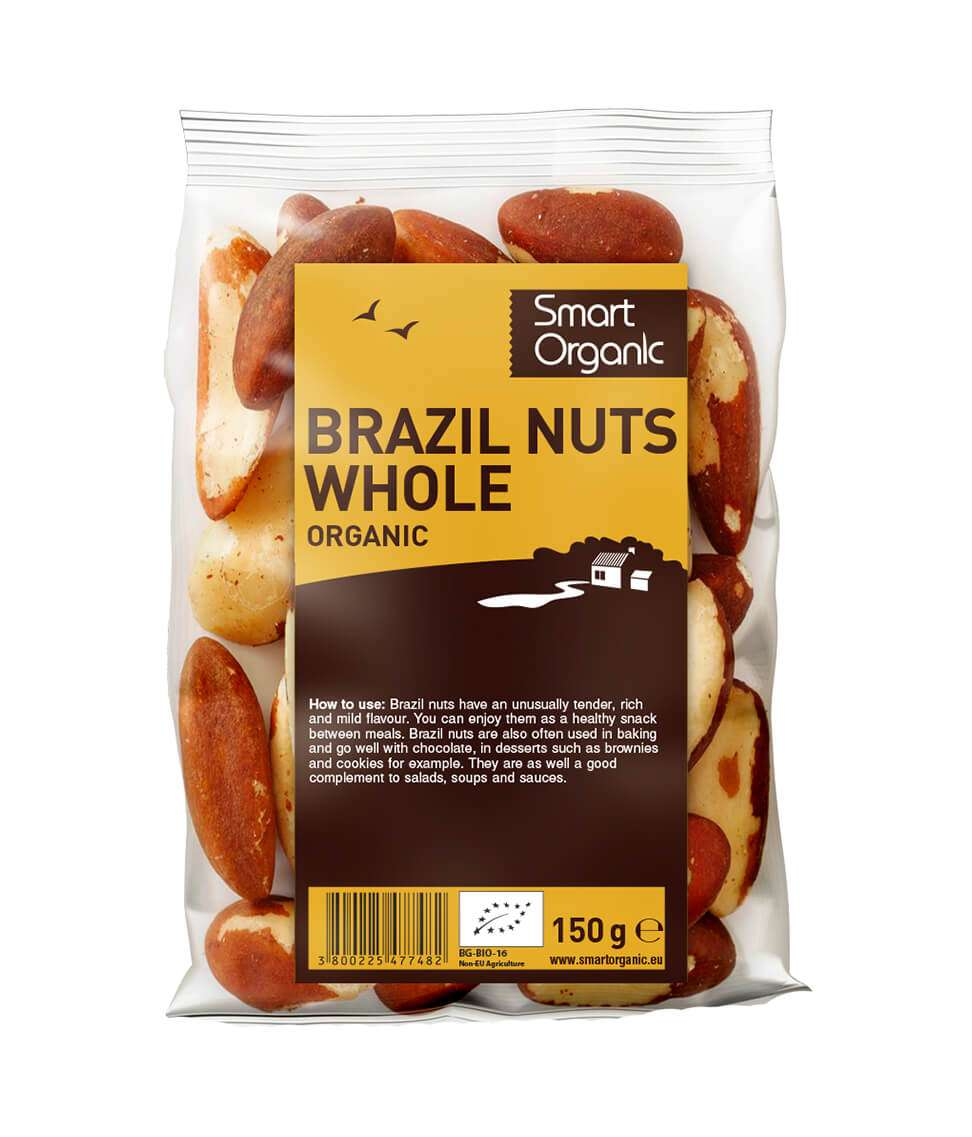 Smart
Organic
BRAZIL NUTS
WHOLE
ORGANIC
How to use: Brazil nuts have an unusually tender, rich
and mild flavour. You can enjoy them as a healthy snack
between meals. Brazil nuts are also often used in baking
and go well with chocolate, in desserts such as brownies
and cookies for example. They are as well a good
complement to salads, soups and sauces.
3 800225 477482
BG-BIO-16
Non-EU Agriculture
150 g ℮
www.smartorganic.eu